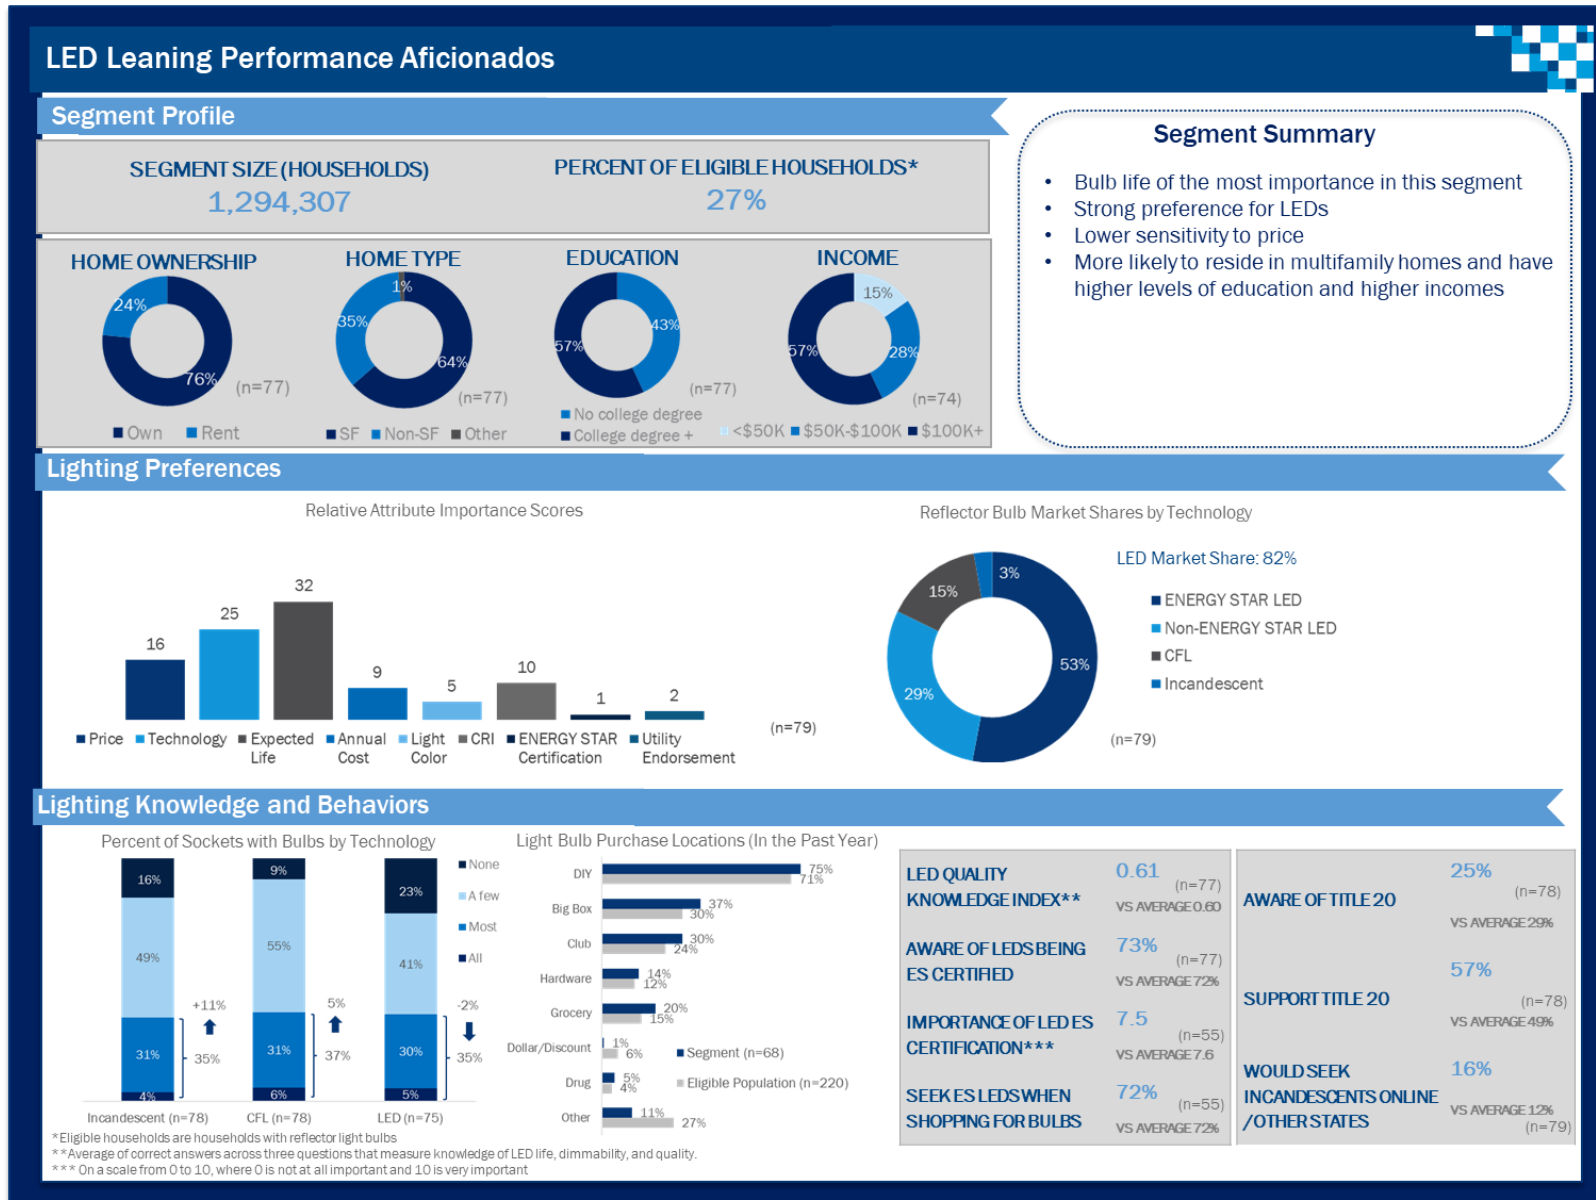 LED Leaning Performance Aficionados
Segment Profile
SEGMENT SIZE (HOUSEHOLDS)
1,294,307
PERCENT OF ELIGIBLE HOUSEHOLDS*
27%
HOME OWNERSHIP
24%
76%
(n=77)
Own
Rent
HOME TYPE
1%
35%
64%
(n=77)
SF
Non-SF
Other
EDUCATION
43%
57%
(n=77)
No college degree
College degree +
INCOME
15%
57%
28%
(n=74)
<$50K
$50K-$100K
$100K+
Segment Summary
• Bulb life of the most importance in this segment
• Strong preference for LEDs
• Lower sensitivity to price
• More likely to reside in multifamily homes and have
higher levels of education and higher incomes
Lighting Preferences
Relative Attribute Importance Scores
16
25
32
9
5
10
1
2
(n=79)
Price
Technology
Expected
Life
Annual
Cost
Light
Color
CRI
ENERGY STAR
Certification
Utility
Endorsement
Reflector Bulb Market Shares by Technology
LED Market Share: 82%
3%
15%
53%
29%
ENERGY STAR LED
Non-ENERGY STAR LED
CFL
Incandescent
(n=79)
Lighting Knowledge and Behaviors
Percent of Sockets with Bulbs by Technology
16%
49%
31%
4%
+11%
35%
9%
55%
31%
6%
5%
37%
23%
41%
30%
5%
-2%
35%
None
A few
Most
All
Incandescent (n=78)
CFL (n=78)
LED (n=75)
Light Bulb Purchase Locations (In the Past Year)
DIY
75%
71%
Big Box
37%
30%
Club
30%
24%
Hardware
14%
12%
Grocery
20%
15%
Dollar/Discount
1%
6%
Drug
5%
4%
Other
11%
27%
Segment (n=68)
Eligible Population (n=220)
LED QUALITY
KNOWLEDGE INDEX**
0.61
(n=77)
VS AVERAGE 0.60
AWARE OF LEDS BEING
ES CERTIFIED
73%
(n=77)
VS AVERAGE 72%
IMPORTANCE OF LED ES
CERTIFICATION***
7.5
(n=55)
VS AVERAGE 7.6
SEEK ES LEDS WHEN
SHOPPING FOR BULBS
72%
(n=55)
VS AVERAGE 72%
AWARE OF TITLE 20
25%
(n=78)
VS AVERAGE 29%
SUPPORT TITLE 20
57%
(n=78)
VS AVERAGE 49%
WOULD SEEK
INCANDESCENTS ONLINE
/OTHER STATES
16%
VS AVERAGE 12%
(n=79)
*Eligible households are households with reflector light bulbs
**Average of correct answers across three questions that measure knowledge of LED life, dimmability, and quality.
*** On a scale from 0 to 10, where 0 is not at all important and 10 is very important